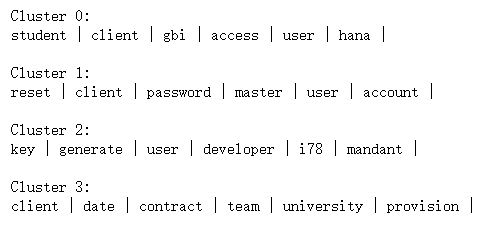 Cluster 0:
student | client | gbi | access | user | hana |
Cluster 1:
reset | client | password | master | user | account |
Cluster 2:
key | generate | user | developer | i78 | mandant |
Cluster 3:
client | date | contract | team | university | provision |